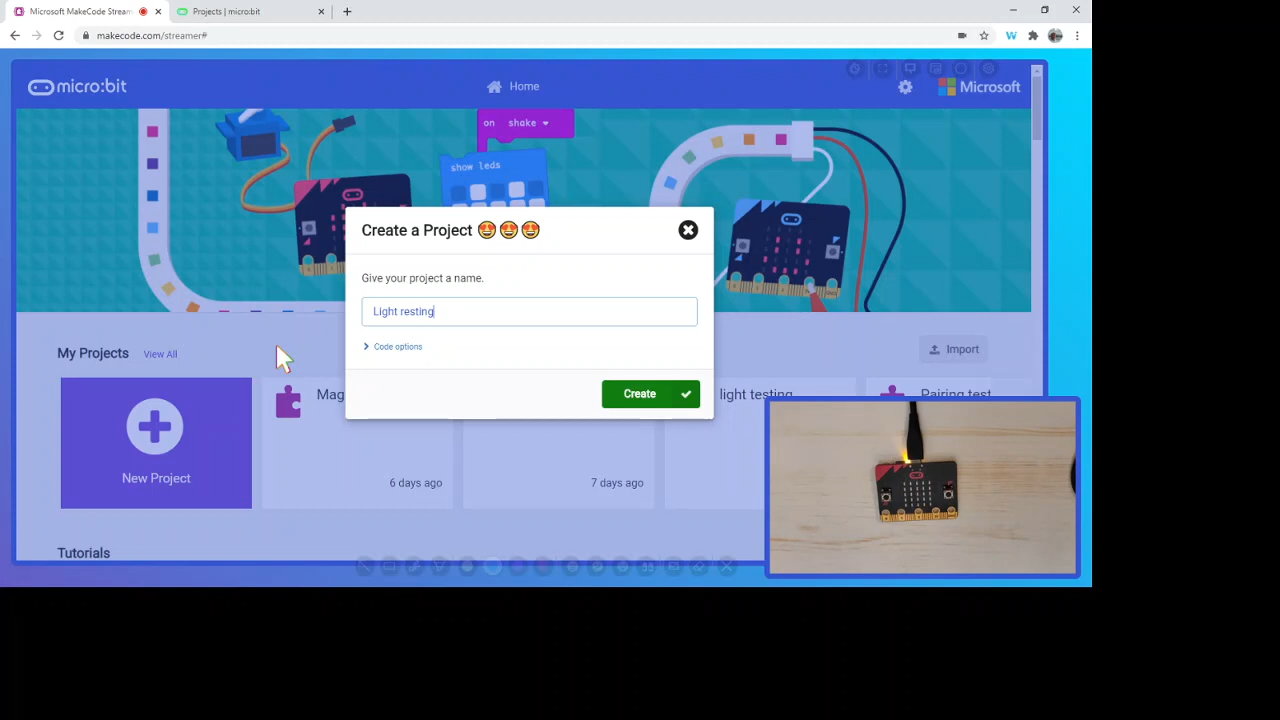 Microsoft MakeCode Stream
Projects | micro:bit
makecode.com/streamer#
micro:bit
Home
Microsoft
on shake
show leds
Create a Project 😍😍😍
Give your project a name.
Light resting
Code options
Create
My Projects View All
Import
New Project
Mag
light testing
Pairing test
6 days ago
7 days ago
Tutorials